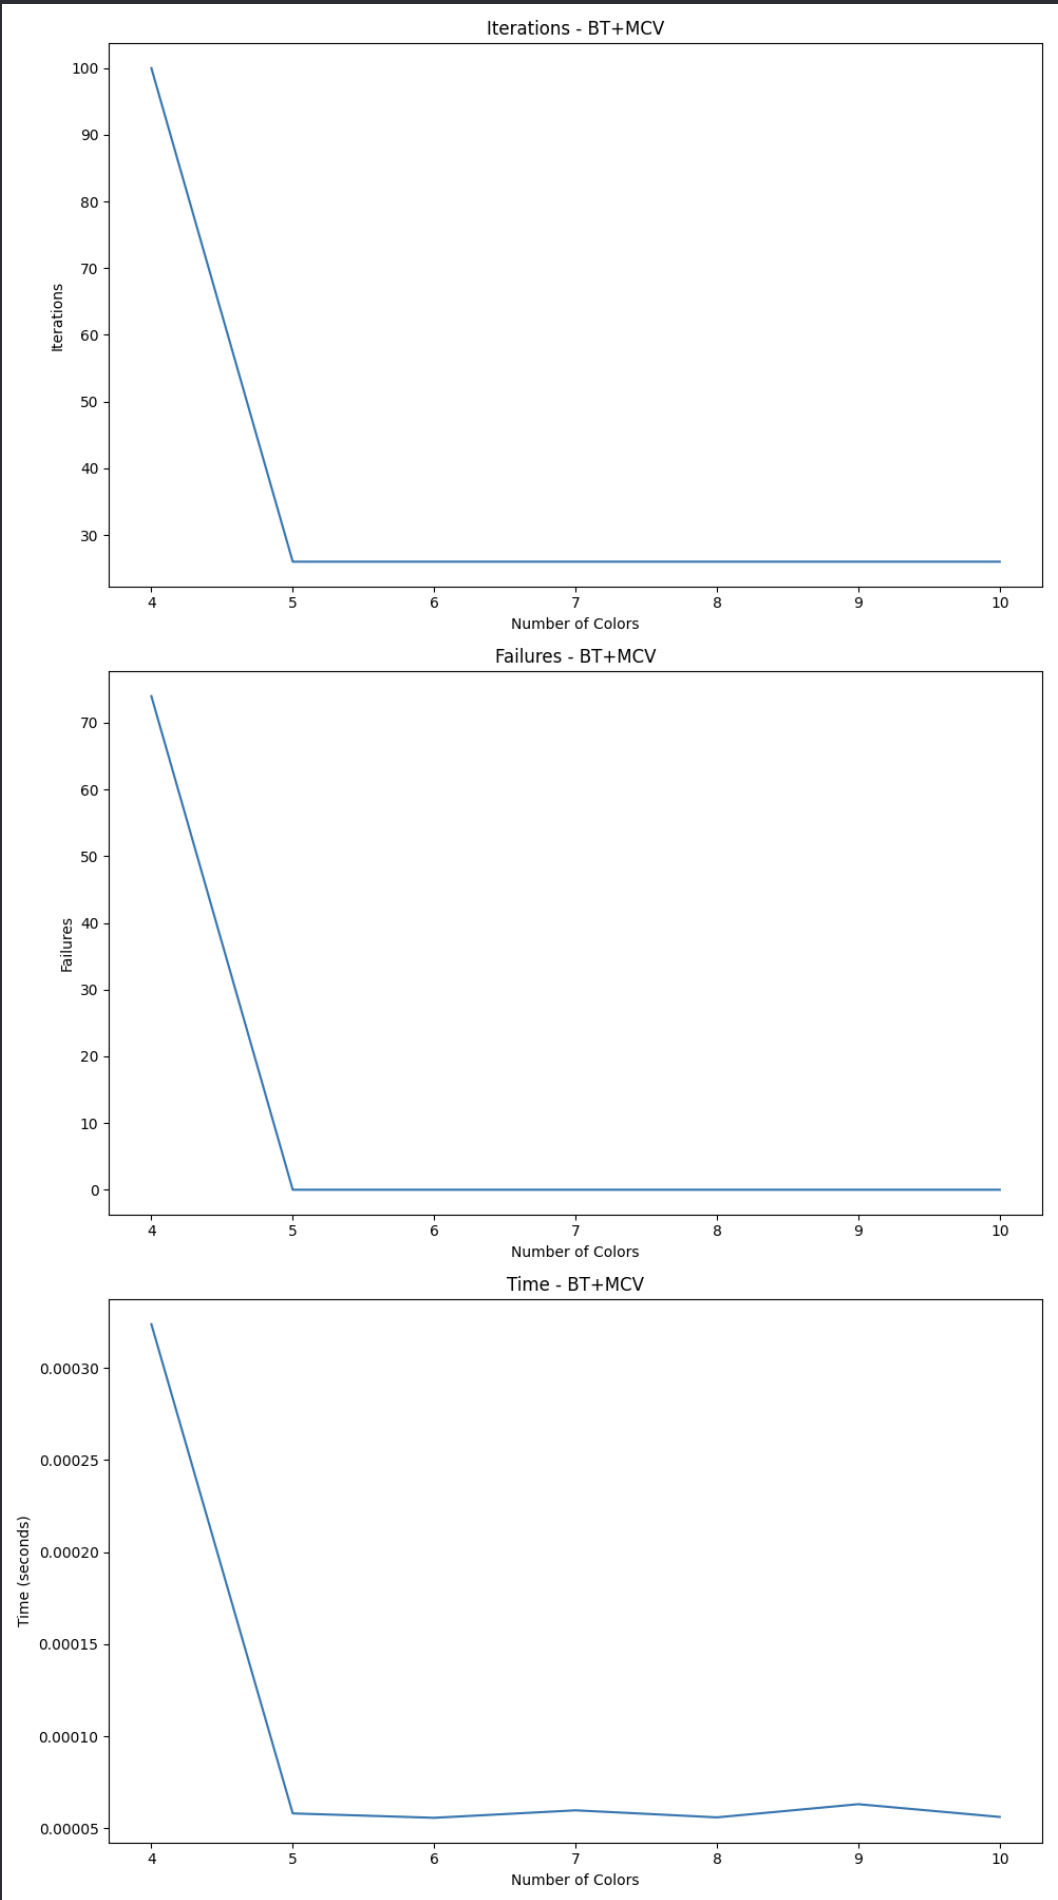 Iterations - BT+MCV
100
90
80
70
60
50
40
30
Iterations
4 5 6 7 8 9 10
Number of Colors
Failures - BT+MCV
70
60
50
40
30
20
10
0
Failures
4 5 6 7 8 9 10
Number of Colors
Time - BT+MCV
0.00030
0.00025
0.00020
0.00015
0.00010
0.00005
Time (seconds)
4 5 6 7 8 9 10
Number of Colors